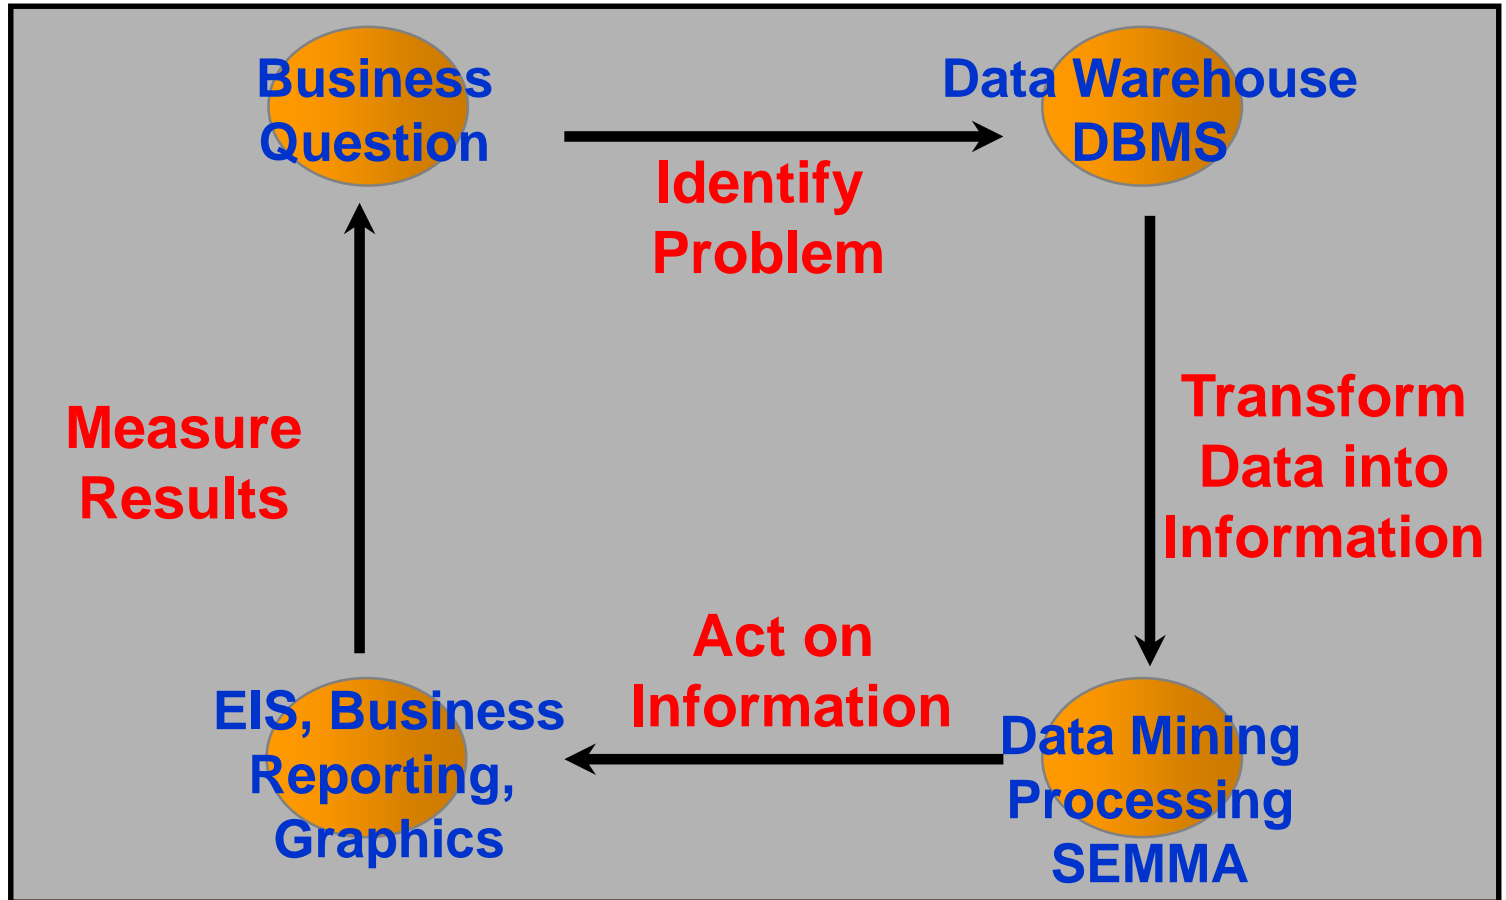 Business
Question
Data Warehouse
DBMS
Identify
Problem
Transform
Data into
Information
Measure
Results
Act on
Information
EIS, Business
Reporting,
Graphics
Data Mining
Processing
SEMMA